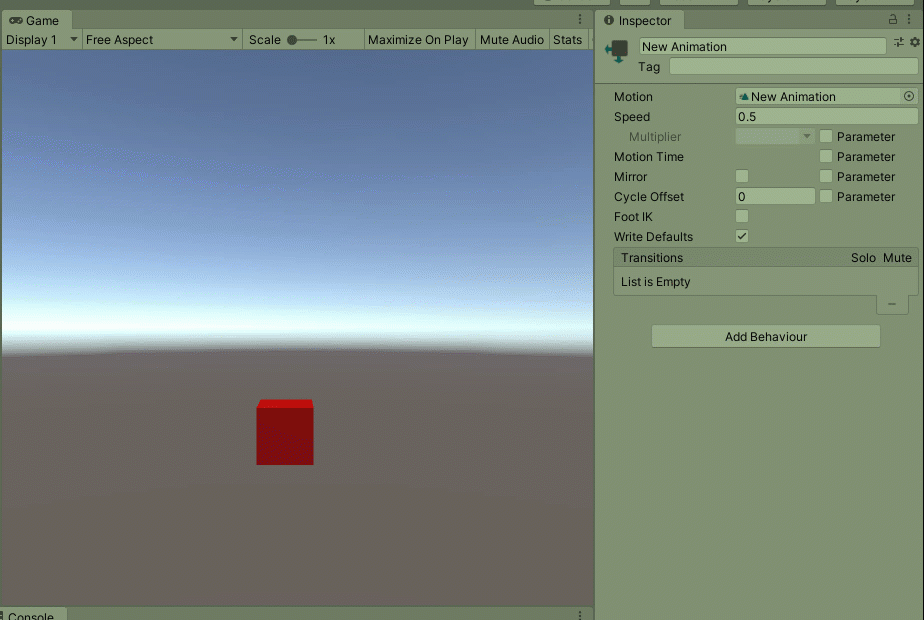 Game
Display 1 Free Aspect Scale 1x Maximize On Play Mute Audio Stats
Inspector
New Animation
Tag
Motion New Animation
Speed 0.5
Multiplier Parameter
Motion Time Parameter
Mirror Parameter
Cycle Offset 0 Parameter
Foot IK
Write Defaults
Transitions Solo Mute
List is Empty
Add Behaviour
Console